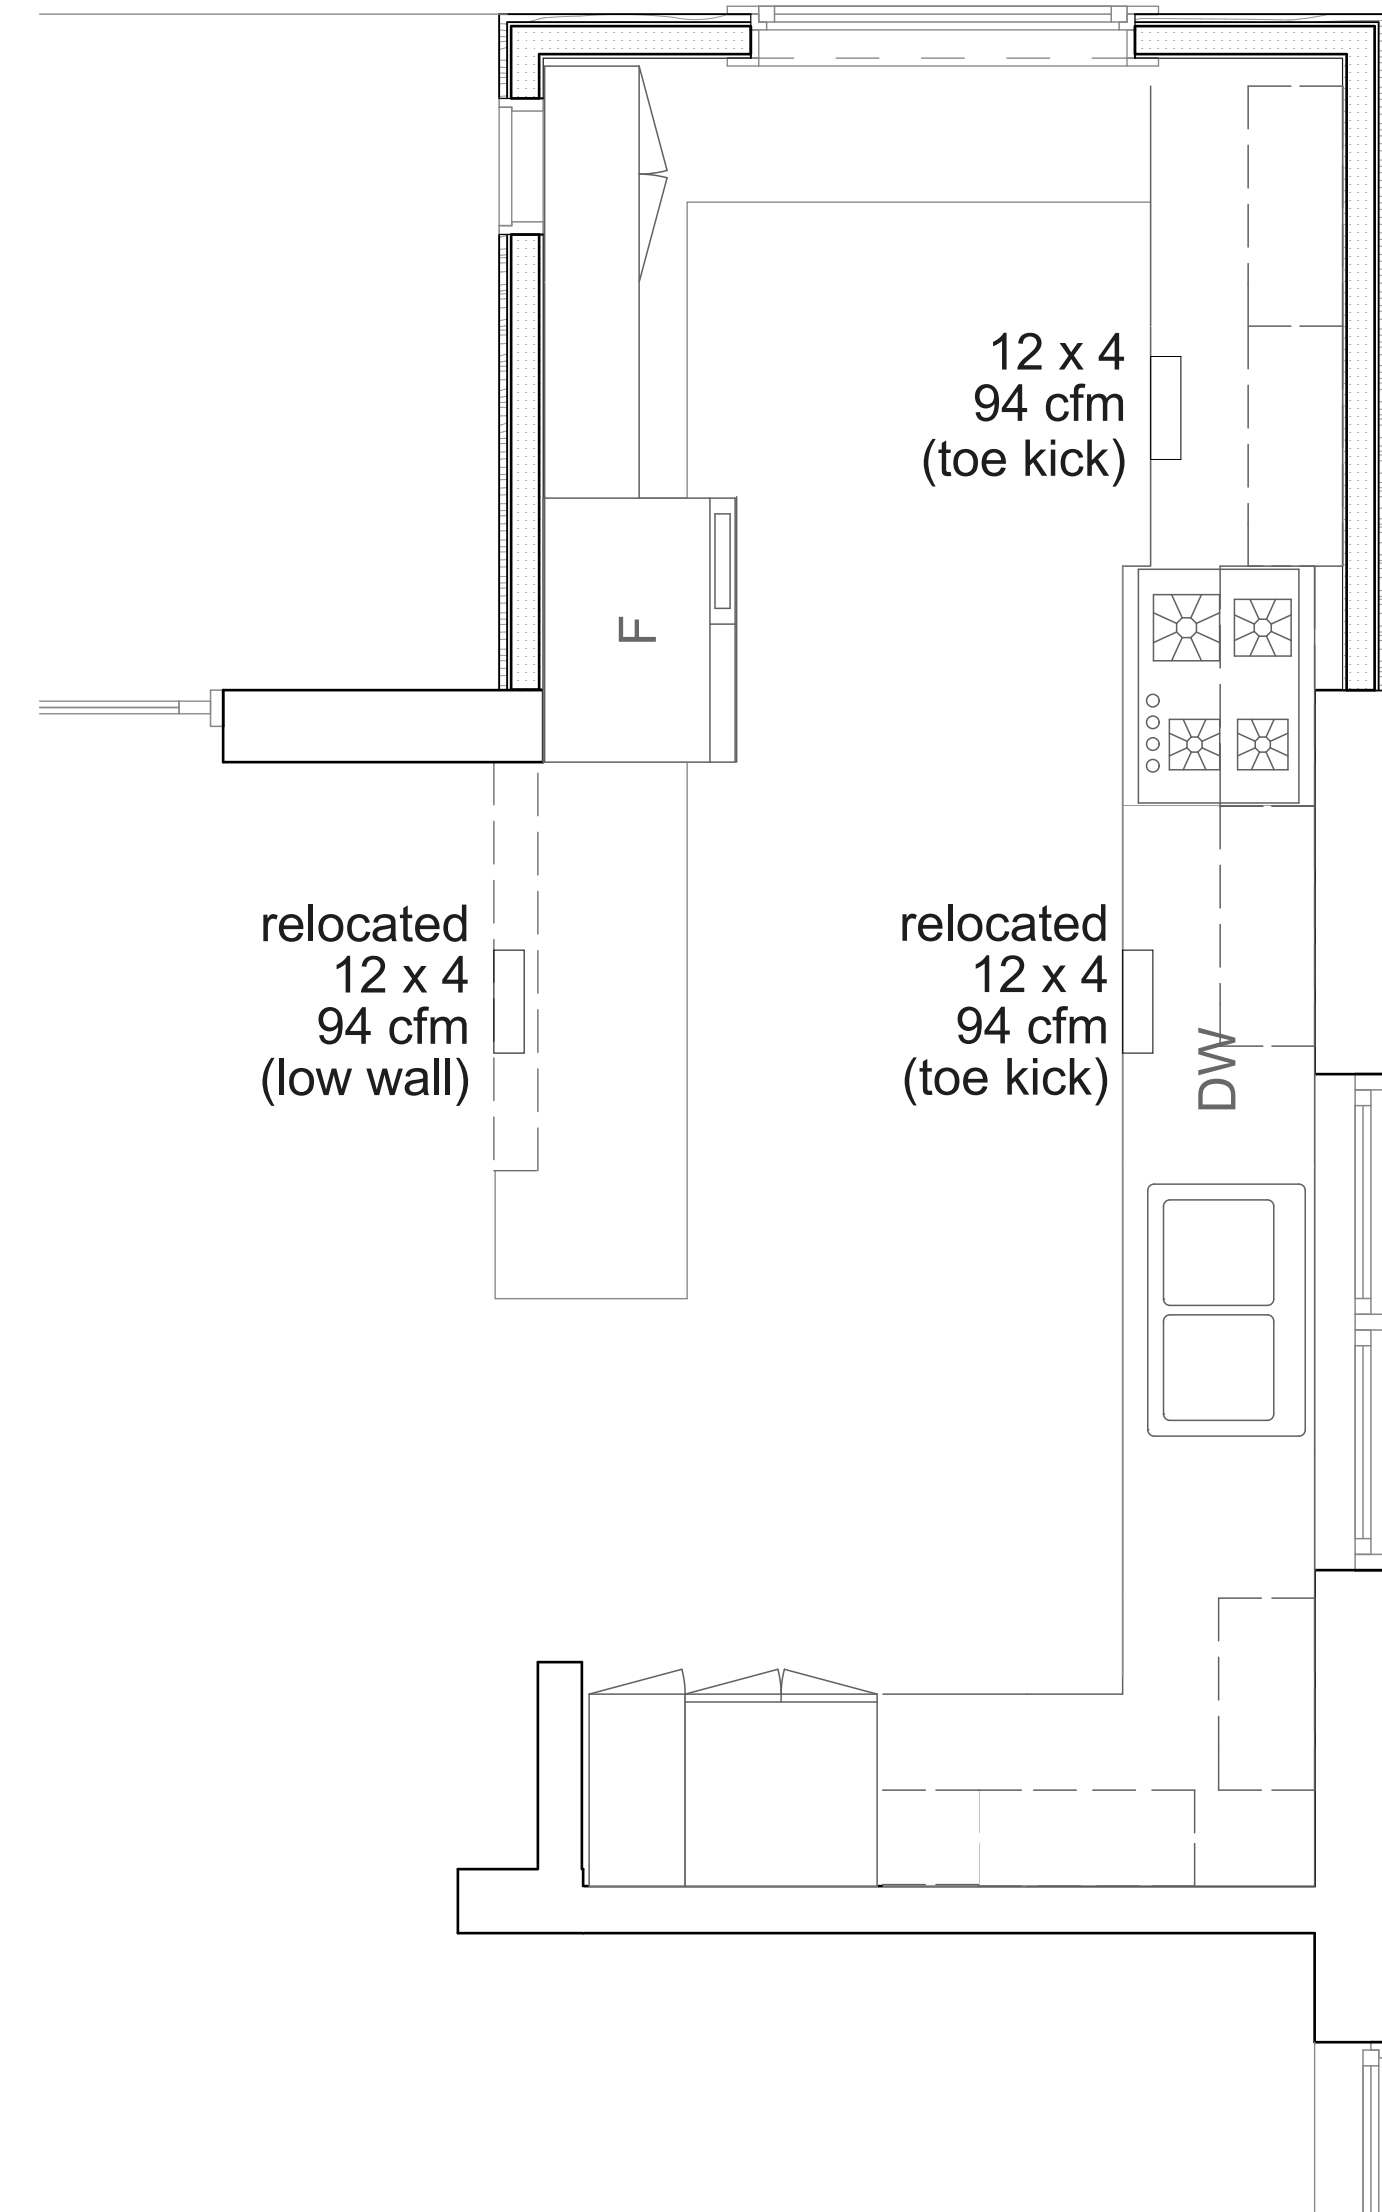 12 x 4
94 cfm
(toe kick)
F
relocated
12 x 4
94 cfm
(low wall)
relocated
12 x 4
94 cfm
(toe kick)
DW